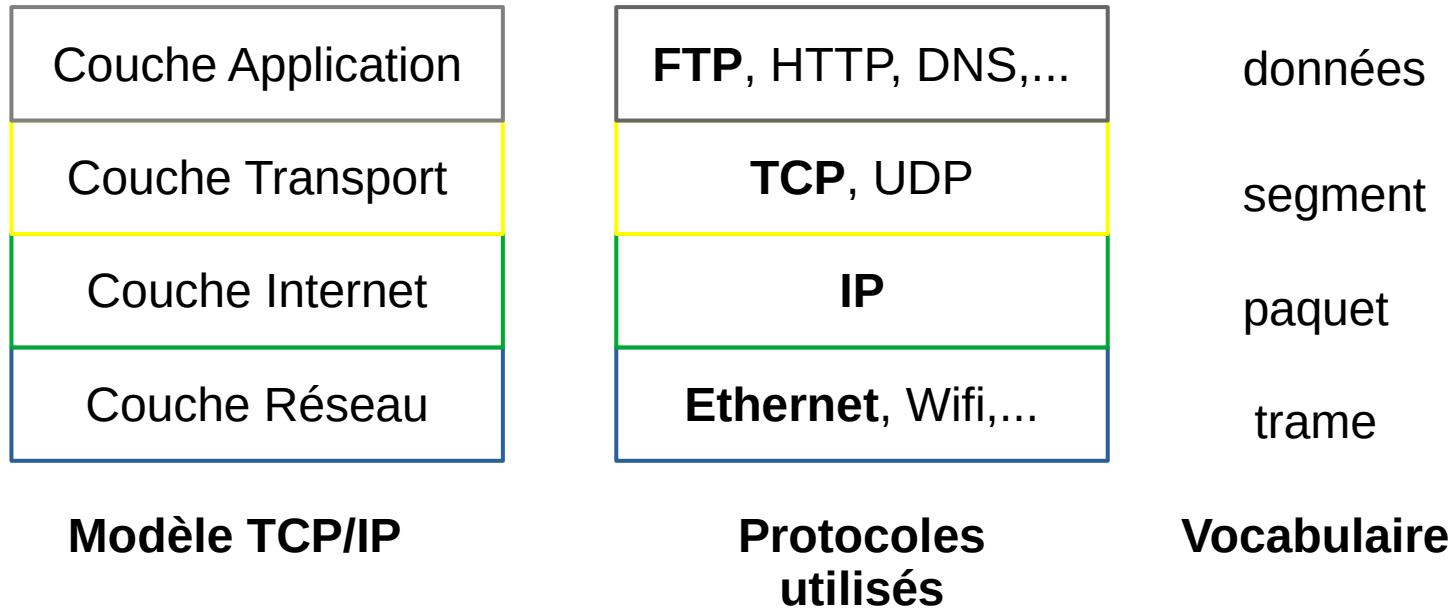 Couche Application
FTP, HTTP, DNS,...
données
Couche Transport
TCP, UDP
segment
Couche Internet
IP
paquet
Couche Réseau
Ethernet, Wifi,...
trame
Modèle TCP/IP
Protocoles
utilisés
Vocabulaire